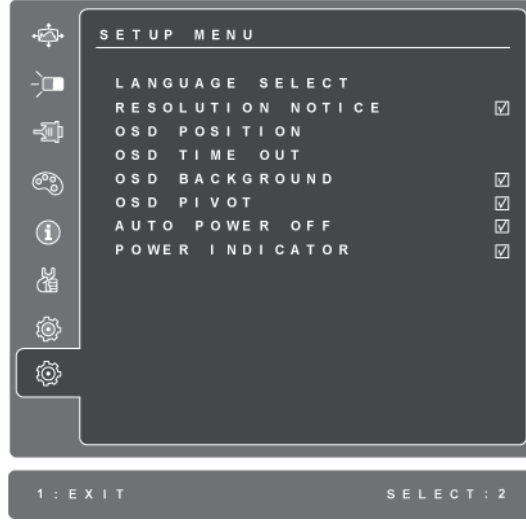 SETUP MENU
LANGUAGE SELECT
RESOLUTION NOTICE
OSD POSITION
OSD TIME OUT
OSD BACKGROUND
OSD PIVOT
AUTO POWER OFF
POWER INDICATOR
1:EXIT SELECT:2